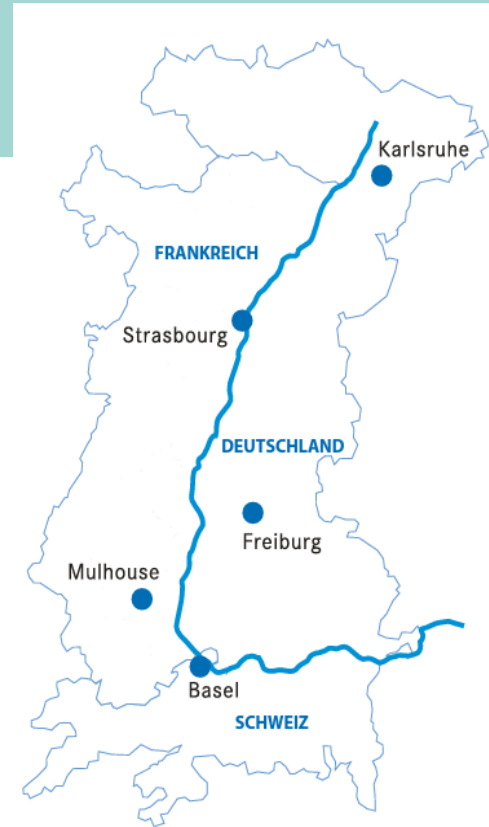 Karlsruhe
FRANKREICH
Strasbourg
DEUTSCHLAND
Freiburg
Mulhouse
Basel
SCHWEIZ